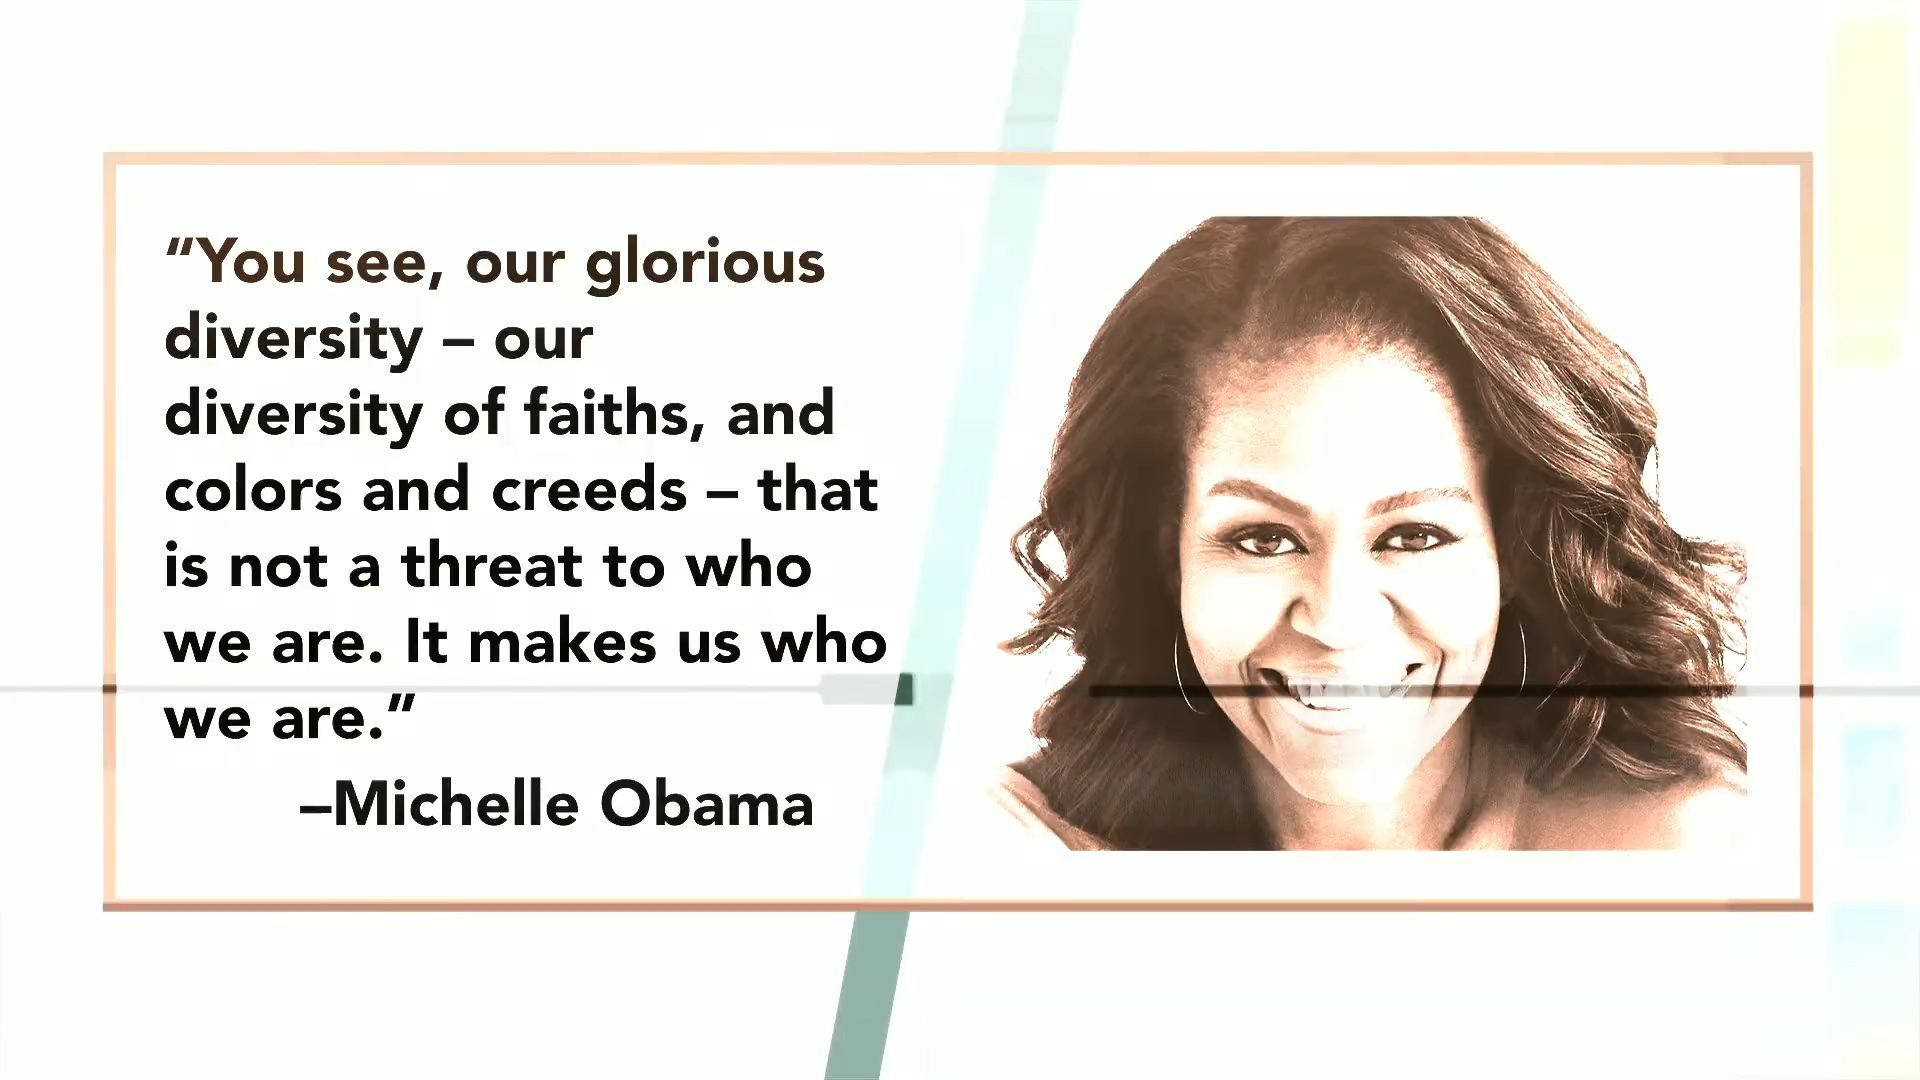 “You see, our glorious
diversity – our
diversity of faiths, and
colors and creeds – that
is not a threat to who
we are. It makes us who
we are.”
–Michelle Obama